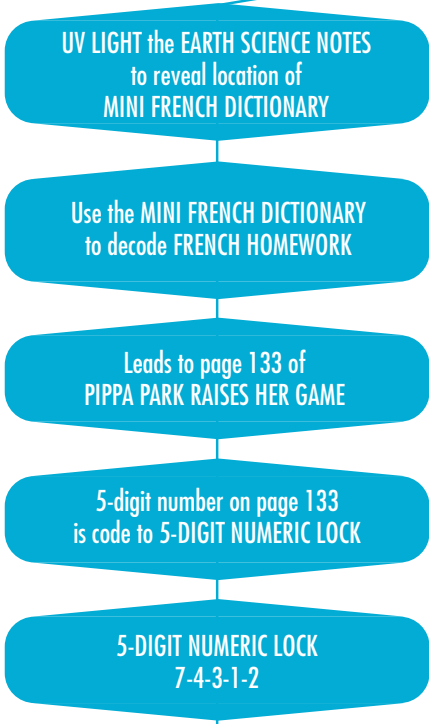 UV LIGHT the EARTH SCIENCE NOTES
to reveal location of
MINI FRENCH DICTIONARY
Use the MINI FRENCH DICTIONARY
to decode FRENCH HOMEWORK
Leads to page 133 of
PIPPA PARK RAISES HER GAME
5-digit number on page 133
is code to 5-DIGIT NUMERIC LOCK
5-DIGIT NUMERIC LOCK
7-4-3-1-2